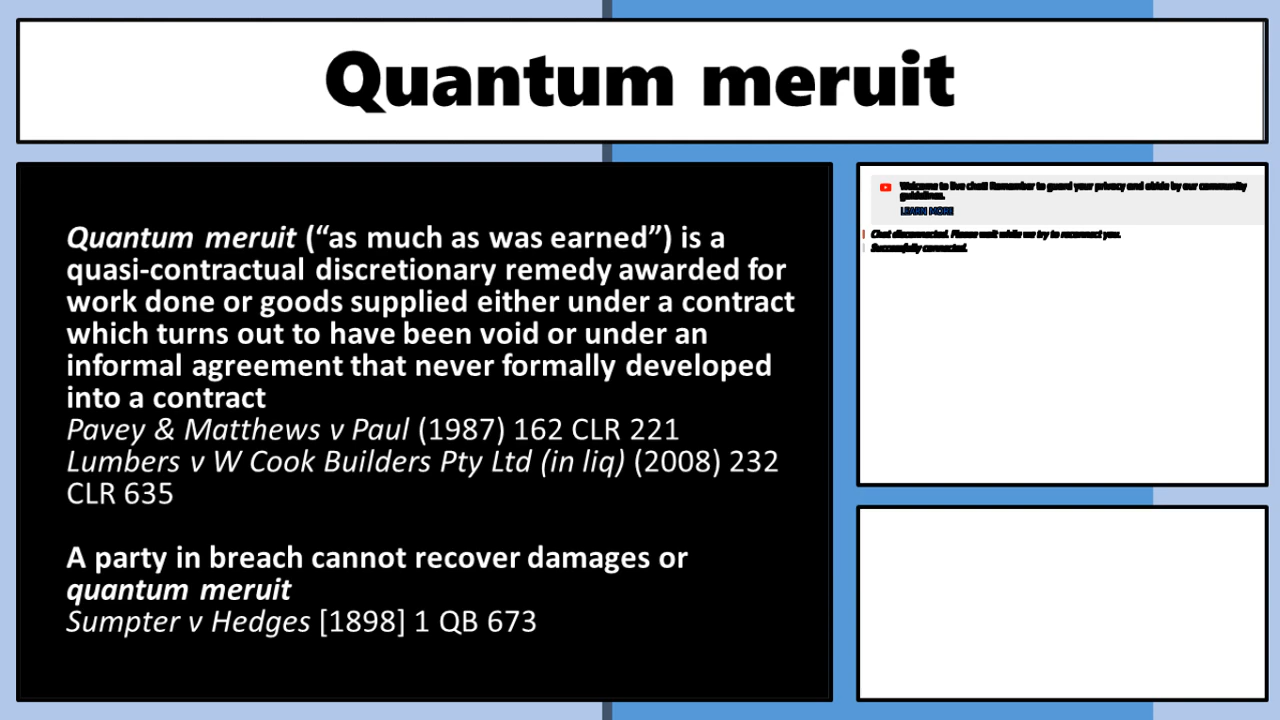 Quantum meruit
Quantum meruit (“as much as was earned”) is a
quasi-contractual discretionary remedy awarded for
work done or goods supplied either under a contract
which turns out to have been void or under an
informal agreement that never formally developed
into a contract
Pavey & Matthews v Paul (1987) 162 CLR 221
Lumbers v W Cook Builders Pty Ltd (in liq) (2008) 232
CLR 635
A party in breach cannot recover damages or
quantum meruit
Sumpter v Hedges [1898] 1 QB 673
Welcome to live chat! Remember to guard your privacy and abide by our community
guidelines.
LEARN MORE
Chat disconnected. Please wait while we try to reconnect you.
Successfully connected.